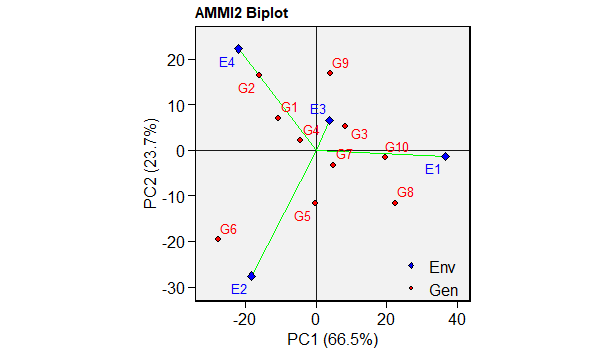 AMMI2 Biplot
20
10
0
-10
-20
-30
PC2 (23.7%)
E4
G2
G1
G4
G9
E3
G3
G10
G7
E1
G8
G5
G6
E2
Env
Gen
-20
0
20
40
PC1 (66.5%)